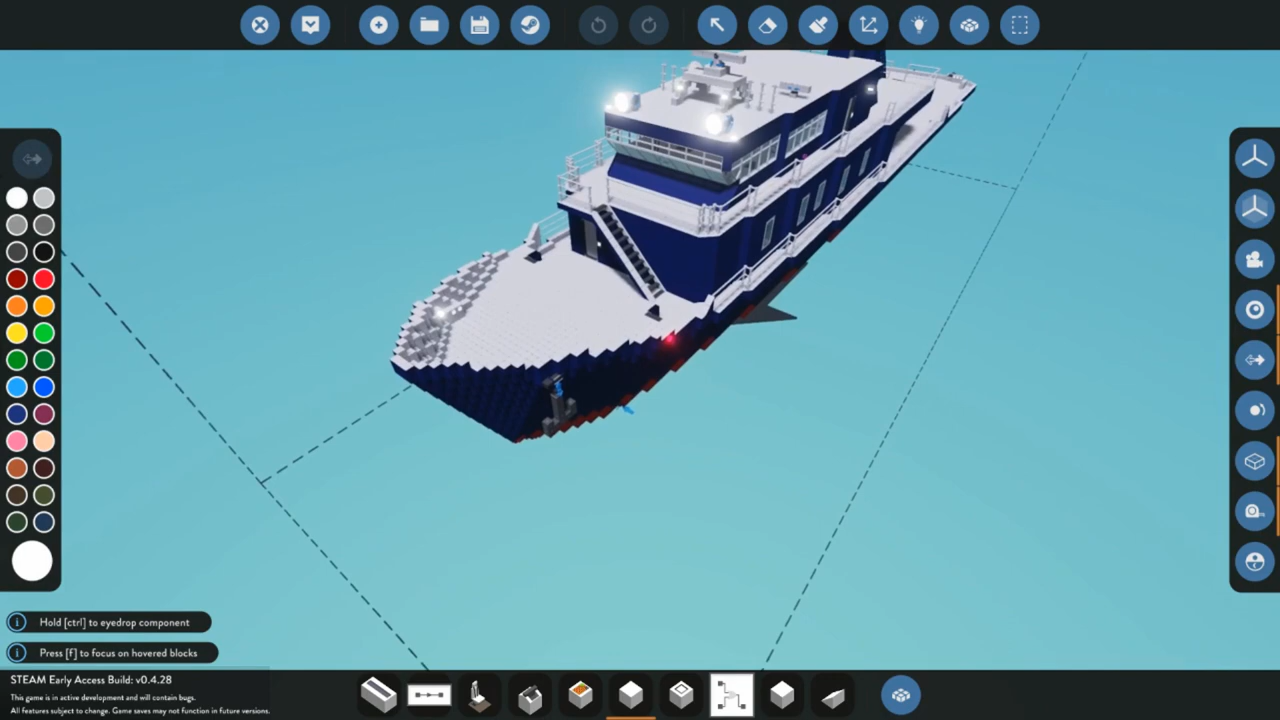 Hold [ctrl] to eyedrop component
Press [f] to focus on hovered blocks
STEAM Early Access Build: v0.4.28
This game is in active development and will contain bugs.
All features subject to change. Game saves may not function in future versions.